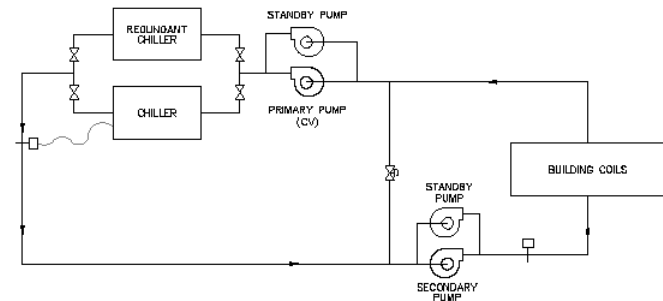 STANDBY PUMP
REDUNDANT
CHILLER
CHILLER
PRIMARY PUMP
(CV)
BUILDING COILS
STANDBY
PUMP
SECONDARY
PUMP